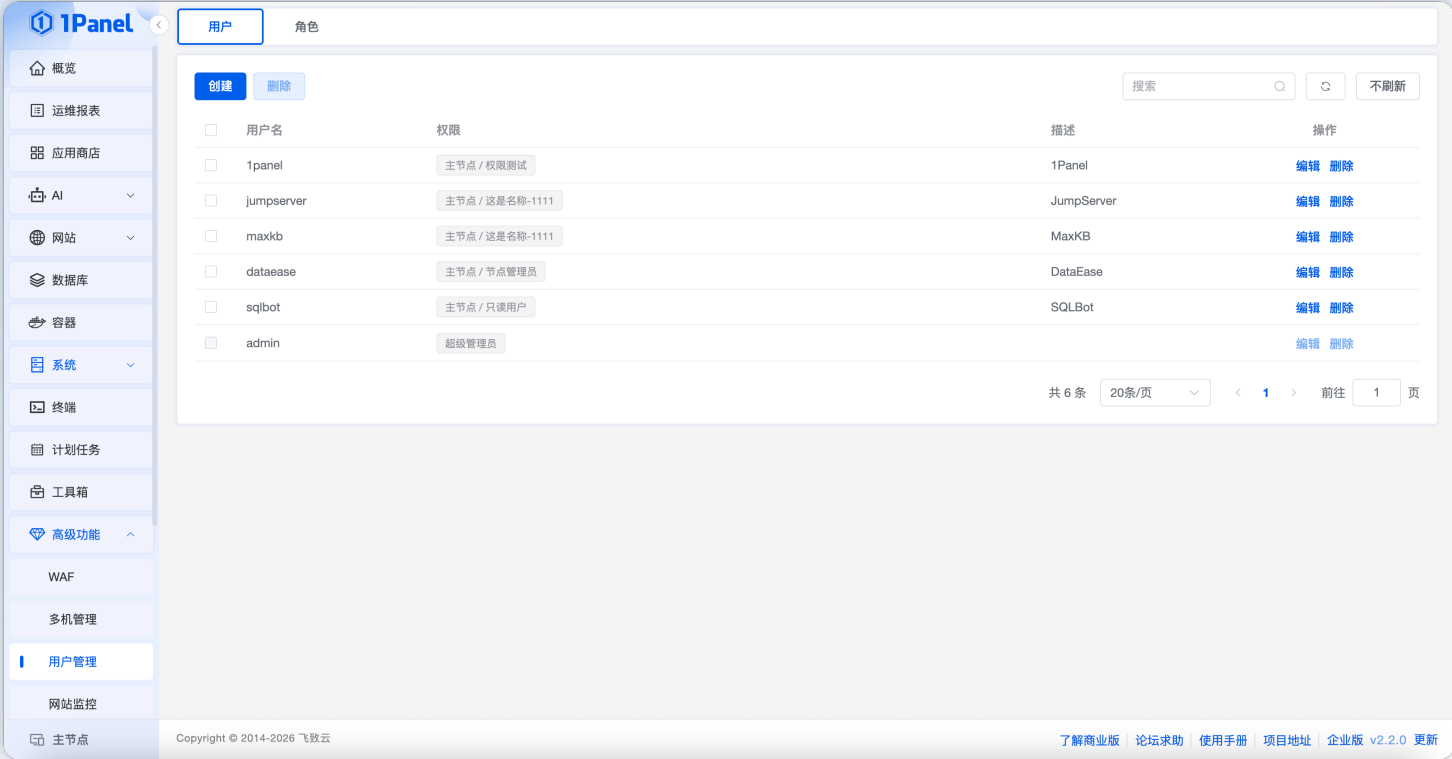 1Panel
概览
运维报表
应用商店
AI
网站
数据库
容器
系统
终端
计划任务
工具箱
高级功能
WAF
多机管理
用户管理
网站监控
主节点
用户 角色
创建 删除 搜索 不刷新
用户名 权限 描述 操作
1panel 主节点 / 权限测试 1Panel 编辑 删除
jumpserver 主节点 / 这是名称-1111 JumpServer 编辑 删除
maxkb 主节点 / 这是名称-1111 MaxKB 编辑 删除
dataease 主节点 / 节点管理员 DataEase 编辑 删除
sqlbot 主节点 / 只读用户 SQLBot 编辑 删除
admin 超级管理员 编辑 删除
共 6 条 20条/页 1 前往 1 页
Copyright © 2014-2026 飞致云 了解商业版 论坛求助 使用手册 项目地址 企业版 v2.2.0 更新